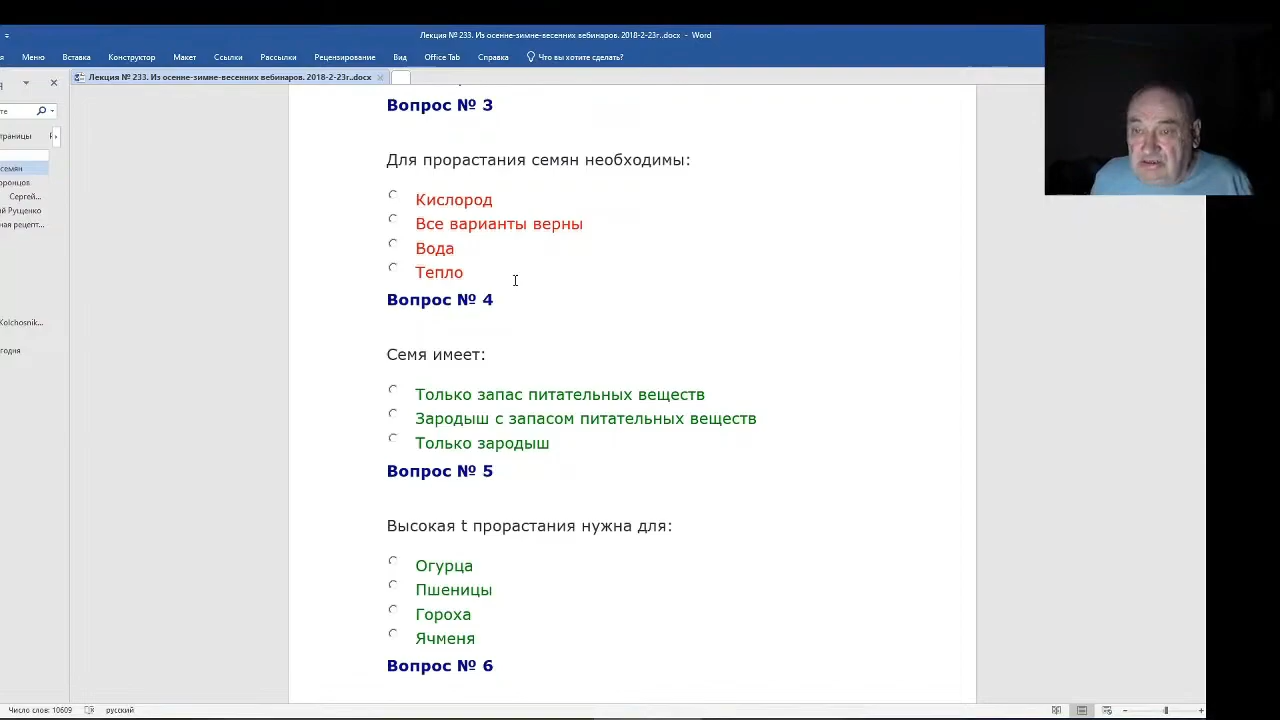 Лекция № 233. Из осенне-зимне-весенних вебинаров. 2018-2-23г..docx - Word
Меню Вставка Конструктор Макет Ссылки Рассылки Рецензирование Вид Office Tab Справка Что вы хотите сделать?
Лекция № 233. Из осенне-зимне-весенних вебинаров. 2018-2-23г..docx
Вопрос № 3
Для прорастания семян необходимы:
Кислород
Все варианты верны
Вода
Тепло
Вопрос № 4
Семя имеет:
Только запас питательных веществ
Зародыш с запасом питательных веществ
Только зародыш
Вопрос № 5
Высокая t прорастания нужна для:
Огурца
Пшеницы
Гороха
Ячменя
Вопрос № 6
семян
Сергей...
Рущенко
Kolchosnik...
Число слов: 10609 русский